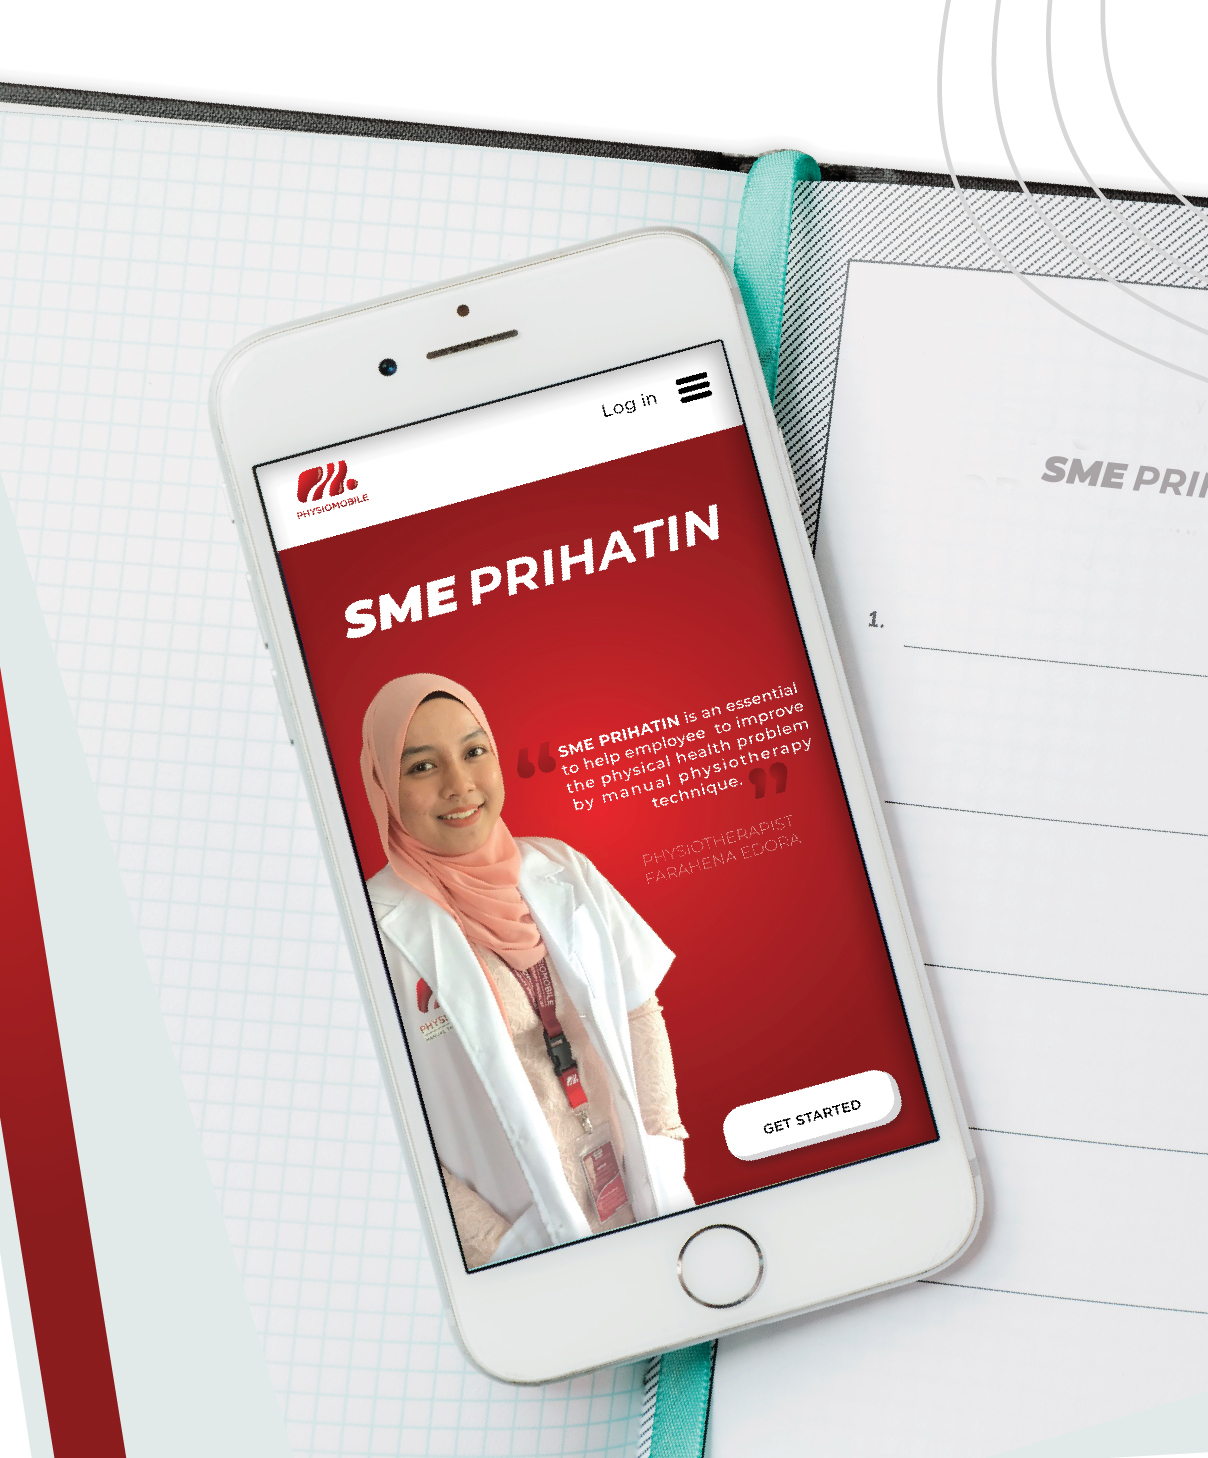 Log in
PHYSIOMOBILE
SME PRIHATIN
“ SME PRIHATIN is an essential
to help employee to improve
the physical health problem
by manual physiotherapy
technique. ”
PHYSIOTHERAPIST
FARAHENA EDORA
GET STARTED
SME PRIH
1.